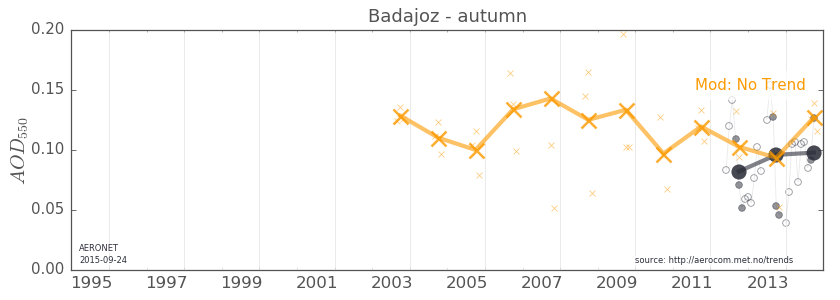 Badajoz - autumn
0.20
Mod: No Trend
0.15
AOD550
0.10
0.05
AERONET
2015-09-24
source: http://aerocom.met.no/trends
0.00
1995 1997 1999 2001 2003 2005 2007 2009 2011 2013